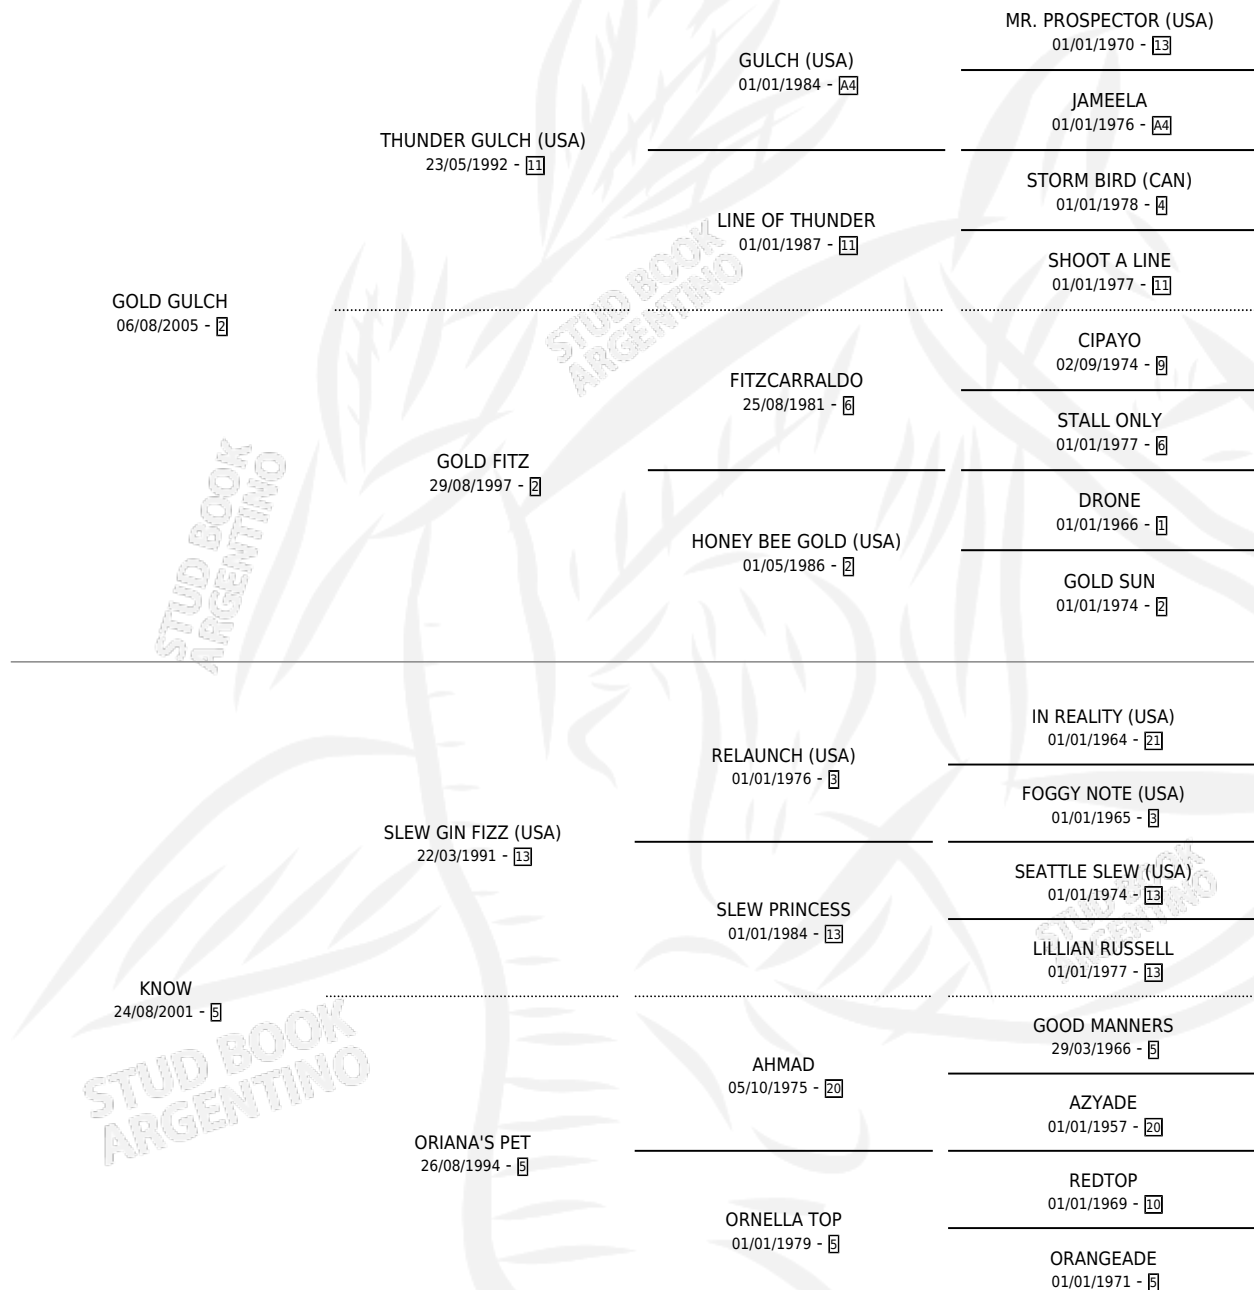 MR. PROSPECTOR (USA)
01/01/1970 - 13
GULCH (USA)
01/01/1984 - A4
JAMEELA
01/01/1976 - A4
THUNDER GULCH (USA)
23/05/1992 - 11
STORM BIRD (CAN)
01/01/1978 - 4
LINE OF THUNDER
01/01/1987 - 11
SHOOT A LINE
01/01/1977 - 11
GOLD GULCH
06/08/2005 - 2
CIPAYO
02/09/1974 - 9
FITZCARRALDO
25/08/1981 - 6
STALL ONLY
01/01/1977 - 6
GOLD FITZ
29/08/1997 - 2
DRONE
01/01/1966 - 1
HONEY BEE GOLD (USA)
01/05/1986 - 2
GOLD SUN
01/01/1974 - 2
IN REALITY (USA)
01/01/1964 - 21
RELAUNCH (USA)
01/01/1976 - 3
FOGGY NOTE (USA)
01/01/1965 - 3
SLEW GIN FIZZ (USA)
22/03/1991 - 13
SEATTLE SLEW (USA)
01/01/1974 - 13
SLEW PRINCESS
01/01/1984 - 13
LILLIAN RUSSELL
01/01/1977 - 13
KNOW
24/08/2001 - 5
GOOD MANNERS
29/03/1966 - 5
AHMAD
05/10/1975 - 20
AZYADE
01/01/1957 - 20
ORIANA'S PET
26/08/1994 - 5
REDTOP
01/01/1969 - 10
ORNELLA TOP
01/01/1979 - 5
ORANGEADE
01/01/1971 - 5
STUD BOOK
ARGENTINO
STUD BOOK
ARGENTINO
STUD BOOK
ARGENTINO
STUD BOOK
ARGENTINO